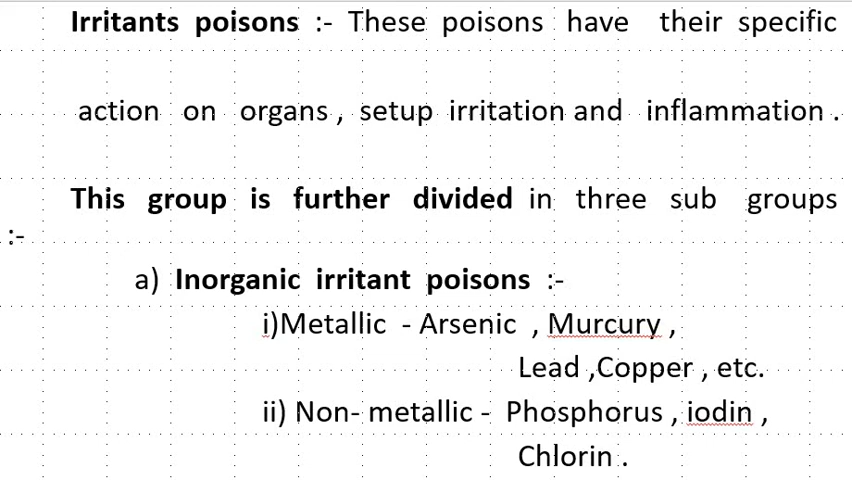 Irritants poisons :- These poisons have their specific
action on organs , setup irritation and inflammation .
This group is further divided in three sub groups
:-
a) Inorganic irritant poisons :-
i)Metallic - Arsenic , Murcury ,
Lead ,Copper , etc.
ii) Non- metallic - Phosphorus , iodin ,
Chlorin .